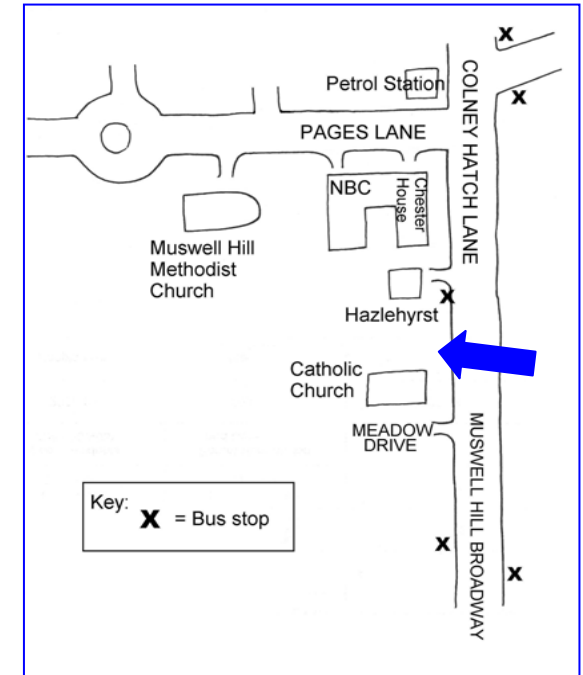 X
Petrol Station
X
COLNEY HATCH LANE
PAGES LANE
NBC
Chester
House
Muswell Hill
Methodist
Church
X
Hazlehyrst
Catholic
Church
MEADOW
DRIVE
MUSWELL HILL BROADWAY
Key:
X = Bus stop
X
X